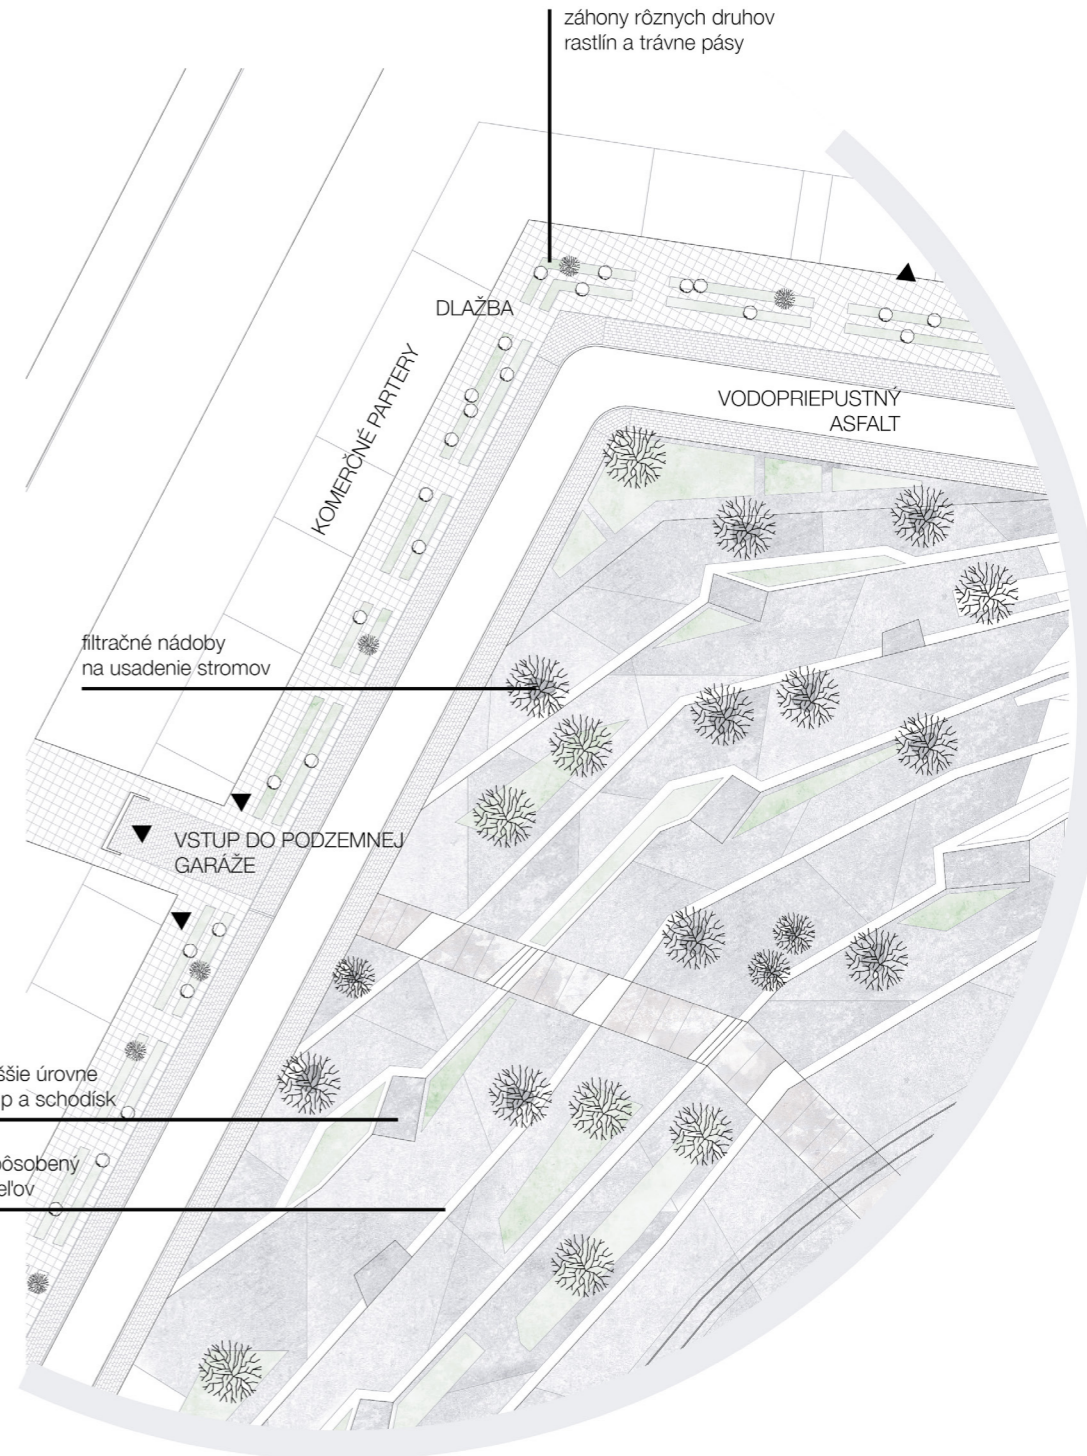 záhony rôznych druhov
rastlín a trávne pásy
DLAŽBA
KOMERČNÉ PARTERY
VODOPRIEPUSTNÝ
ASFALT
filtračné nádoby
na usadenie stromov
VSTUP DO PODZEMNEJ
GARÁŽE
úrovne
a schodísk